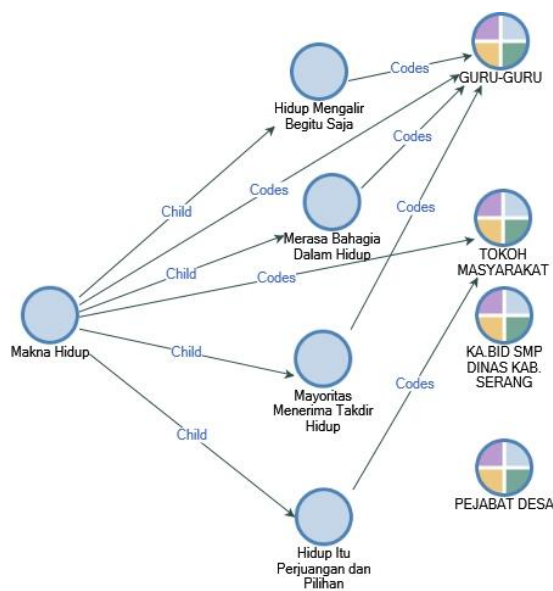 Codes
GURU-GURU
Hidup Mengalir
Begitu Saja
Codes
Codes
Child
Codes
Merasa Bahagia
Dalam Hidup
Child
Codes
TOKOH
MASYARAKAT
Makna Hidup
KA.BID SMP
DINAS KAB.
SERANG
Child
Mayoritas
Menerima Takdir
Hidup
Codes
Child
PEJABAT DESA
Hidup Itu
Perjuangan dan
Pilihan